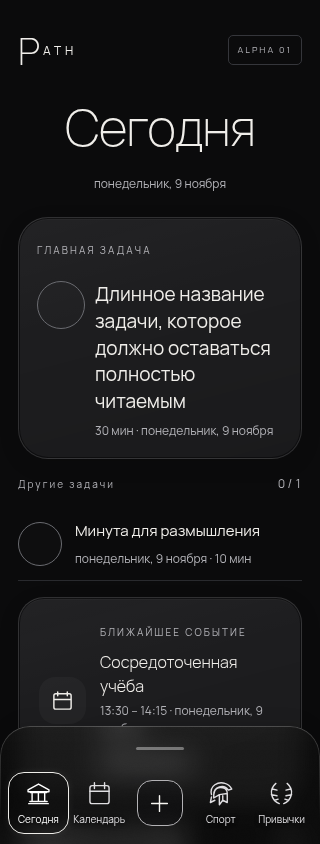 PATH
ALPHA 01
Сегодня
понедельник, 9 ноября
ГЛАВНАЯ ЗАДАЧА
Длинное название
задачи, которое
должно оставаться
полностью
читаемым
30 мин · понедельник, 9 ноября
Другие задачи
0 / 1
Минута для размышления
понедельник, 9 ноября · 10 мин
БЛИЖАЙШЕЕ СОБЫТИЕ
Сосредоточенная
учёба
13:30 – 14:15 · понедельник, 9
Сегодня
Календарь
Спорт
Привычки